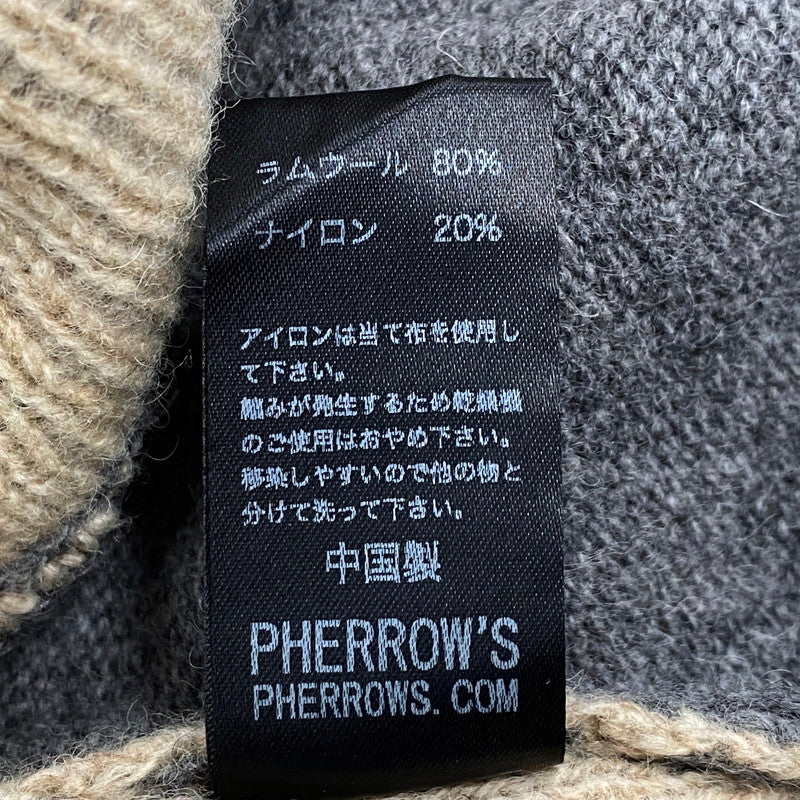 ラムウール 80%
ナイロン 20%
アイロンは当て布を使用し
て下さい。
縮みが発生するため乾燥機
のご使用はおやめ下さい。
移染しやすいので他の物と
分けて洗って下さい。
中国製
PHERROW'S
PHERROWS. COM